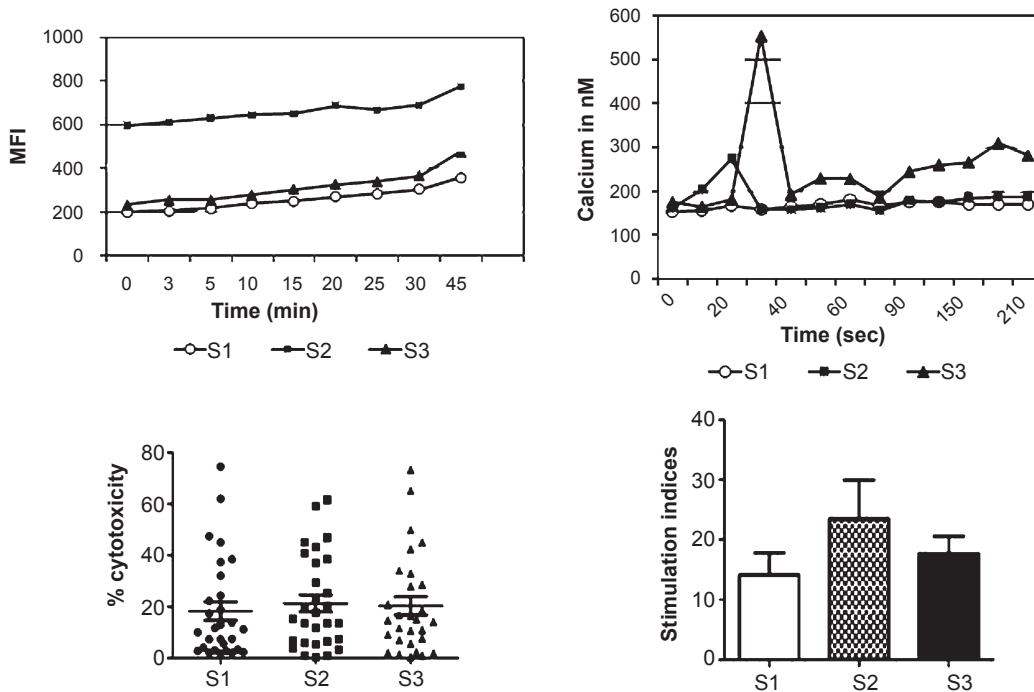 1000
800
600
400
200
0
MFI
0 3 5 10 15 20 25 30 45
Time (min)
S1 S2 S3
600
500
400
300
200
100
0
Calcium in nM
0 20 40 60 90 150 210
Time (sec)
S1 S2 S3
80
60
40
20
0
% cytotoxicity
S1 S2 S3
40
30
20
10
0
Stimulation indices
S1 S2 S3